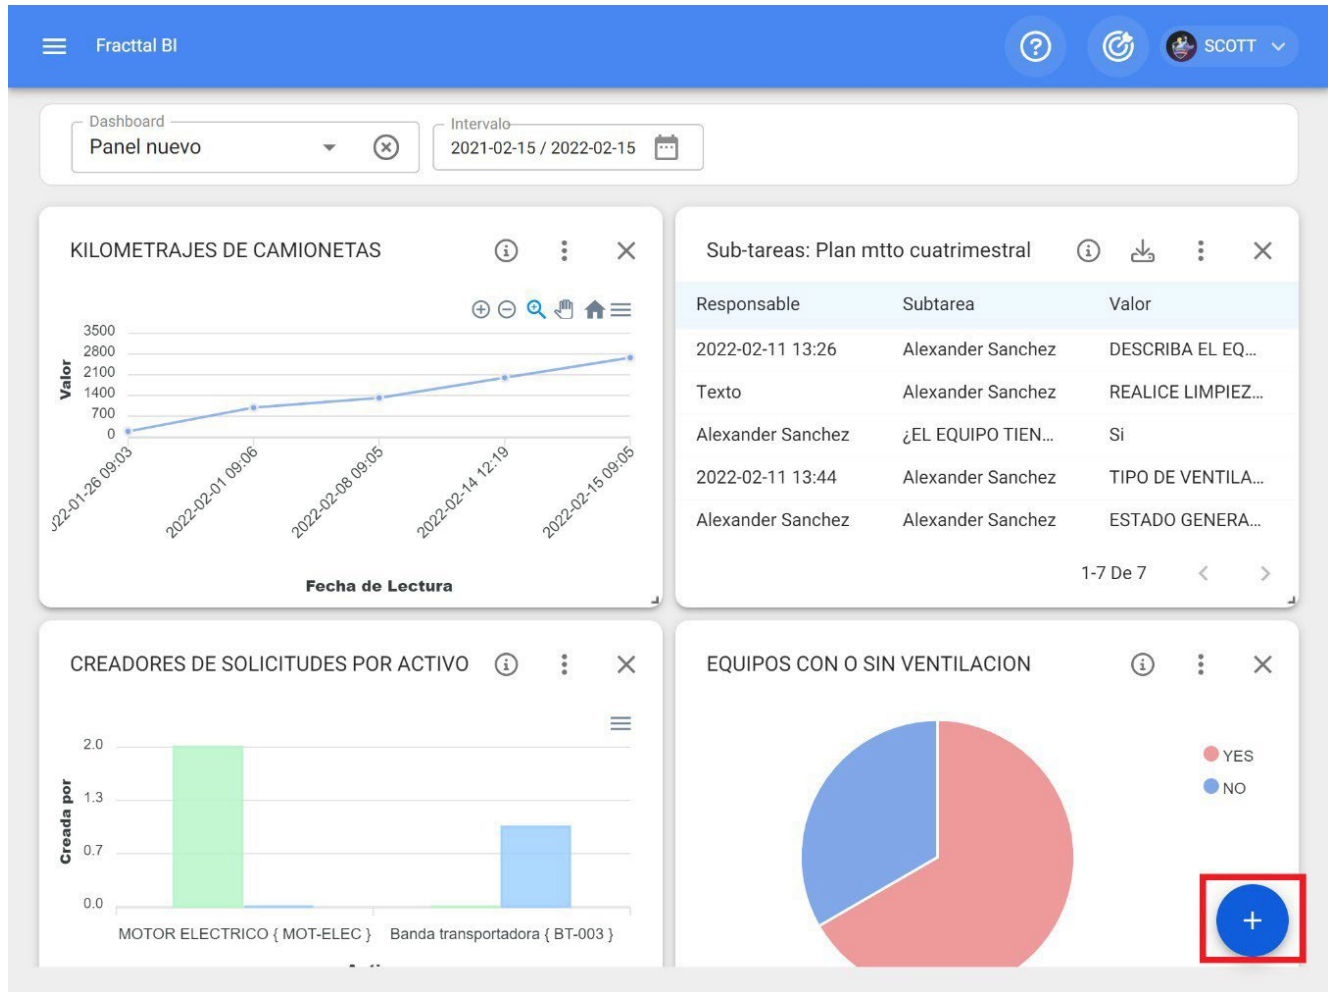 Fracttal BI
SCOTT
Dashboard
Panel nuevo
Intervalo
2021-02-15 / 2022-02-15
KILOMETRAJES DE CAMIONETAS
3500
2800
2100
1400
700
0
Valor
22-01-26 09:03
2022-02-01 09:06
2022-02-08 09:05
2022-02-14 12:19
2022-02-15 09:05
Fecha de Lectura
Sub-tareas: Plan mtto cuatrimestral
Responsable Subtarea Valor
2022-02-11 13:26 Alexander Sanchez DESCRIBA EL EQ...
Texto Alexander Sanchez REALICE LIMPIEZ...
Alexander Sanchez ¿EL EQUIPO TIEN... Si
2022-02-11 13:44 Alexander Sanchez TIPO DE VENTILA...
Alexander Sanchez Alexander Sanchez ESTADO GENERA...
1-7 De 7
CREADORES DE SOLICITUDES POR ACTIVO
2.0
1.3
0.7
0.0
Creada por
MOTOR ELECTRICO { MOT-ELEC } Banda transportadora { BT-003 }
EQUIPOS CON O SIN VENTILACION
YES
NO